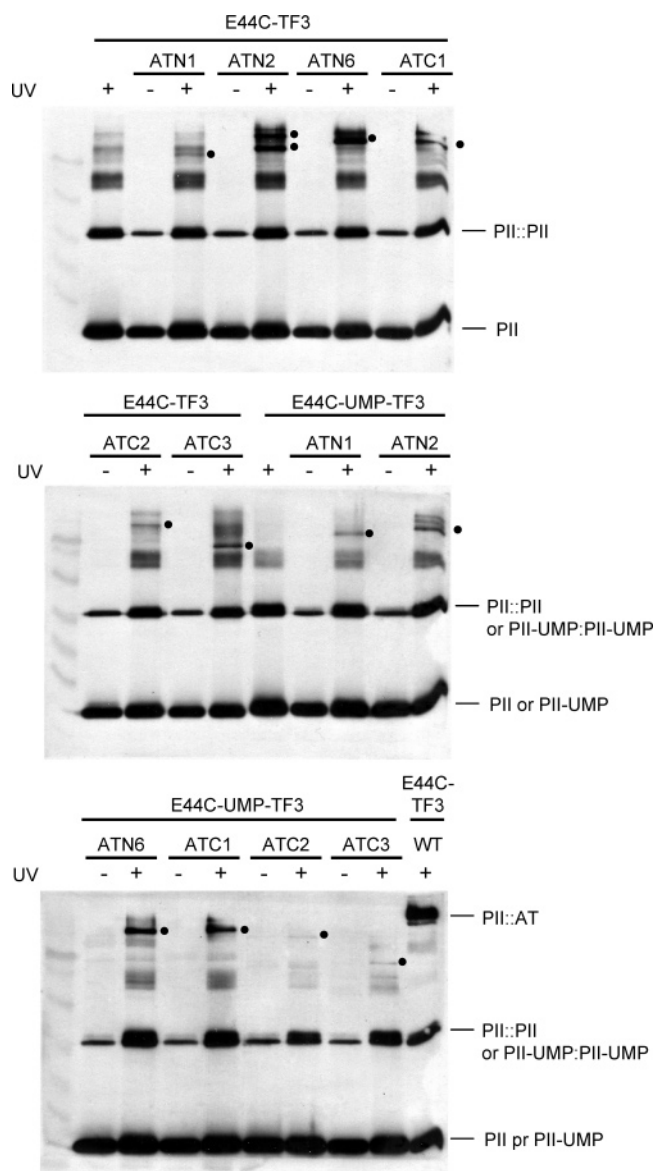 E44C-TF3
ATN1 ATN2 ATN6 ATC1
UV + - + - + - + - +
PII::PII
PII
E44C-TF3 E44C-UMP-TF3
ATC2 ATC3 ATN1 ATN2
UV - + - + + - + - +
PII::PII
or PII-UMP:PII-UMP
PII or PII-UMP
E44C-UMP-TF3 E44C-
TF3
ATN6 ATC1 ATC2 ATC3 WT
UV - + - + - + - + +
PII::AT
PII::PII
or PII-UMP:PII-UMP
PII pr PII-UMP